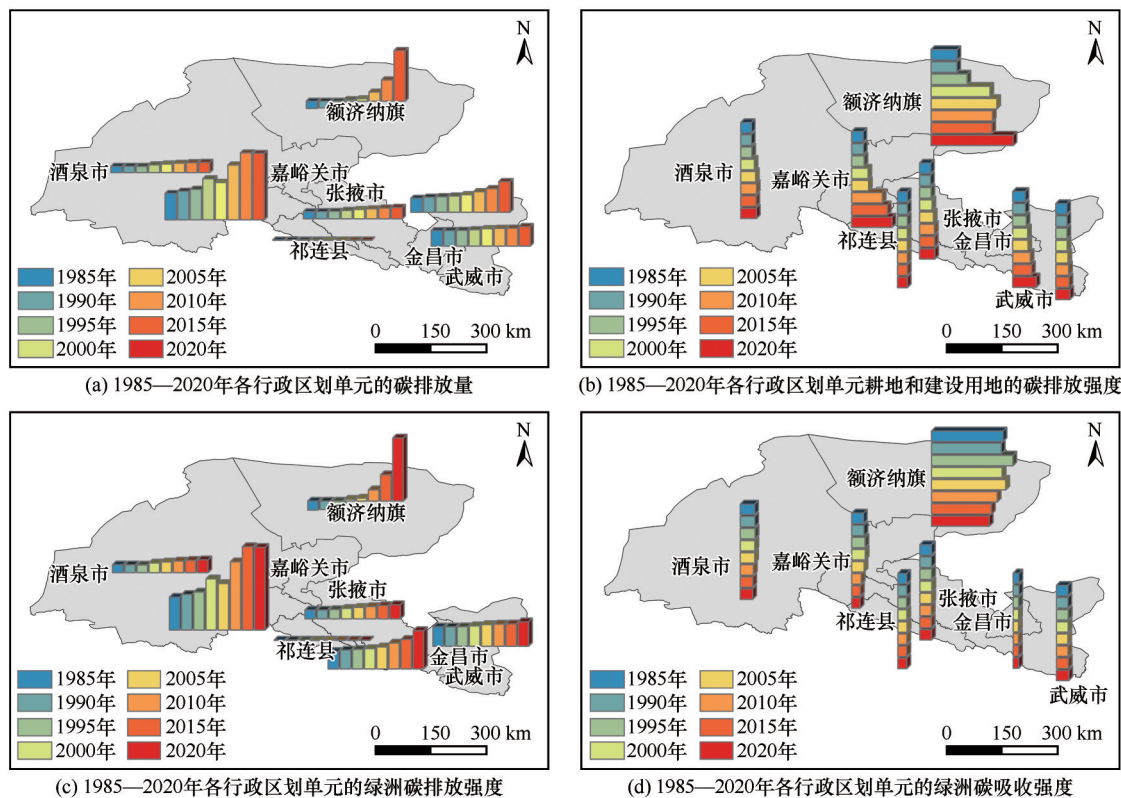 N
额济纳旗
酒泉市
嘉峪关市
张掖市
祁连县
金昌市
武威市
1985年
2005年
1990年
2010年
1995年
2015年
2000年
2020年
0 150 300 km
(a) 1985—2020年各行政区划单元的碳排放量
N
额济纳旗
酒泉市
嘉峪关市
张掖市
祁连县
金昌市
武威市
1985年
2005年
1990年
2010年
1995年
2015年
2000年
2020年
0 150 300 km
(b) 1985—2020年各行政区划单元耕地和建设用地的碳排放强度
N
额济纳旗
酒泉市
嘉峪关市
张掖市
祁连县
金昌市
武威市
1985年
2005年
1990年
2010年
1995年
2015年
2000年
2020年
0 150 300 km
(c) 1985—2020年各行政区划单元的绿洲碳排放强度
N
额济纳旗
酒泉市
嘉峪关市
张掖市
祁连县
金昌市
武威市
1985年
2005年
1990年
2010年
1995年
2015年
2000年
2020年
0 150 300 km
(d) 1985—2020年各行政区划单元的绿洲碳吸收强度